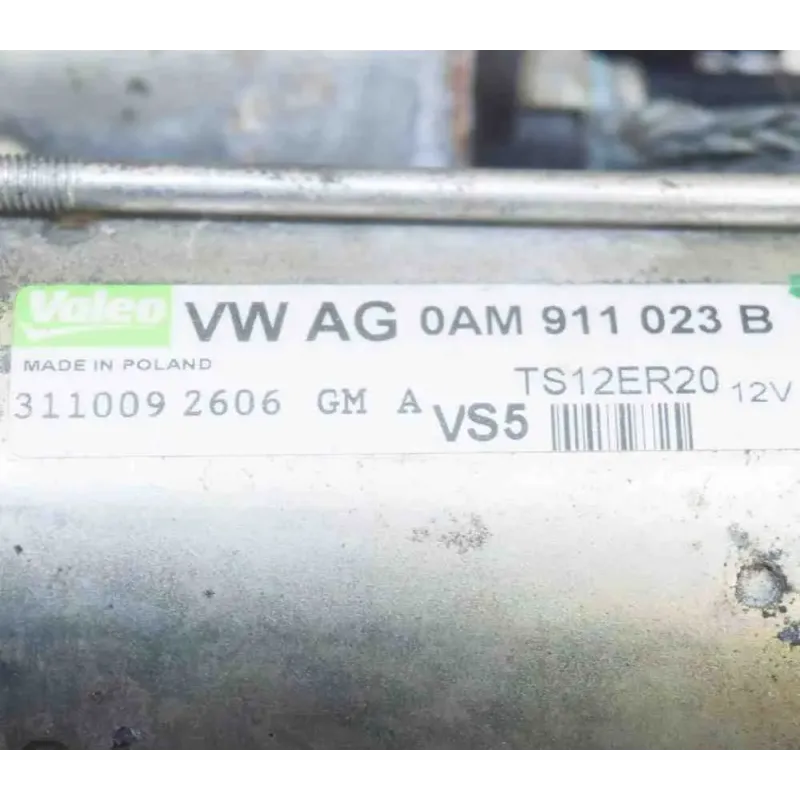 Valeo VW AG 0AM 911 023 B
MADE IN POLAND
TS12ER20 12V
311009 2606 GM A
VS5